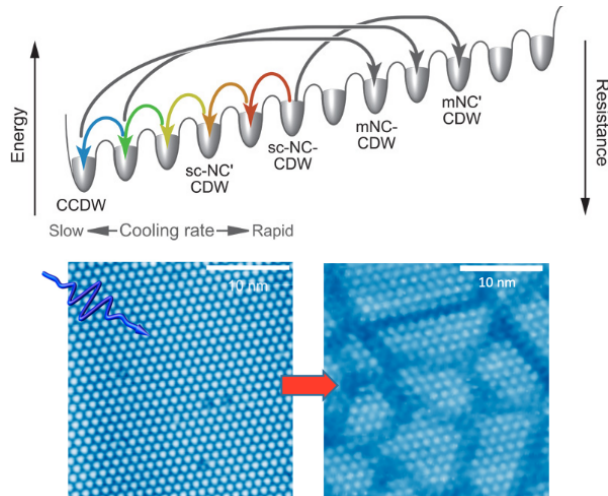 Energy
Resistance
mNC'
CDW
mNC-
CDW
sc-NC-
CDW
sc-NC'
CDW
CCDW
Slow
Cooling rate
Rapid
10 nm
10 nm